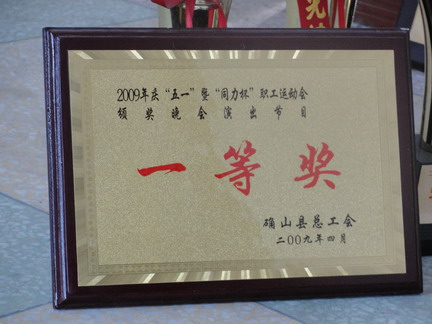 2009年庆“五一”暨“同力杯”职工运动会
颁奖晚会演出节目
一等奖
确山县总工会
二00九年四月